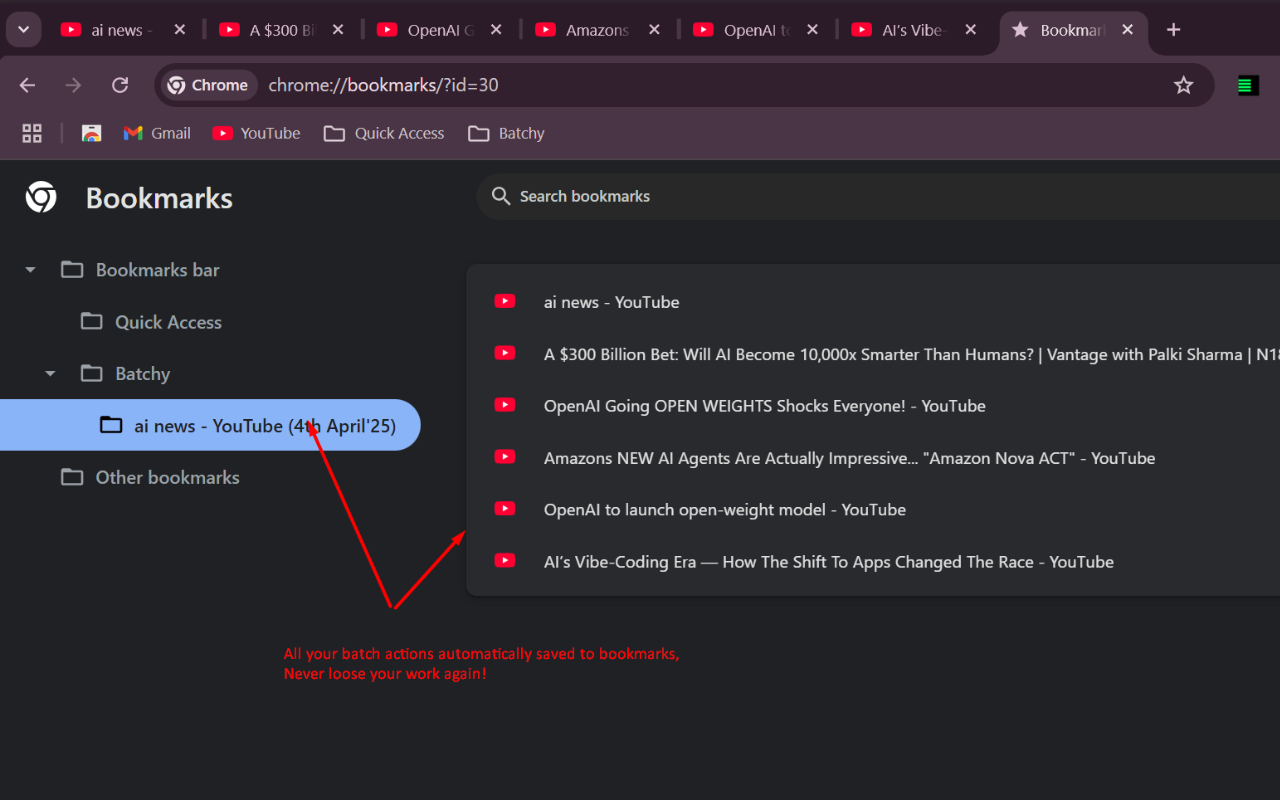 ai news -
A $300 Bi
OpenAI G
Amazons
OpenAI to
AI's Vibe-
Bookmar
Chrome
chrome://bookmarks/?id=30
Gmail
YouTube
Quick Access
Batchy
Bookmarks
Search bookmarks
Bookmarks bar
Quick Access
Batchy
ai news - YouTube (4th April'25)
Other bookmarks
ai news - YouTube
A $300 Billion Bet: Will AI Become 10,000x Smarter Than Humans? | Vantage with Palki Sharma | N18
OpenAI Going OPEN WEIGHTS Shocks Everyone! - YouTube
Amazons NEW AI Agents Are Actually Impressive... "Amazon Nova ACT" - YouTube
OpenAI to launch open-weight model - YouTube
AI's Vibe-Coding Era — How The Shift To Apps Changed The Race - YouTube
All your batch actions automatically saved to bookmarks,
Never loose your work again!